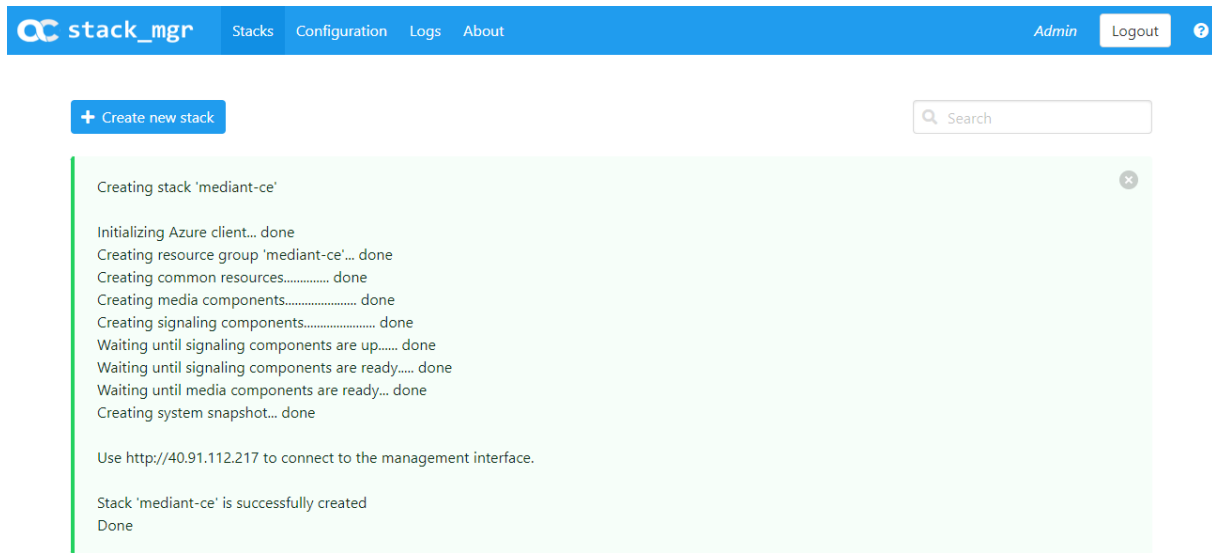 stack_mgr Stacks Configuration Logs About Admin Logout ?
+ Create new stack
Search
Creating stack 'mediant-ce'
Initializing Azure client... done
Creating resource group 'mediant-ce'... done
Creating common resources.............. done
Creating media components...................... done
Creating signaling components...................... done
Waiting until signaling components are up...... done
Waiting until signaling components are ready..... done
Waiting until media components are ready... done
Creating system snapshot... done
Use http://40.91.112.217 to connect to the management interface.
Stack 'mediant-ce' is successfully created
Done